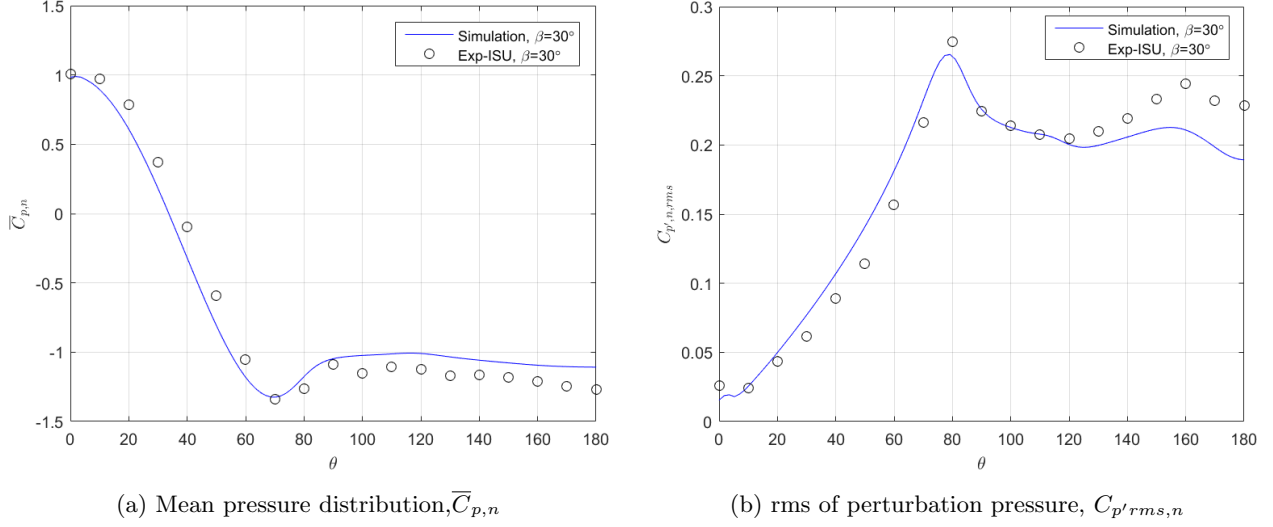 1.5
1
0.5
0
-0.5
-1
-1.5
0 20 40 60 80 100 120 140 160 180
θ
C̅p,n
Simulation, β=30°
Exp-ISU, β=30°
(a) Mean pressure distribution,C̅p,n
0.3
0.25
0.2
0.15
0.1
0.05
0
0 20 40 60 80 100 120 140 160 180
θ
Cp′,n,rms
Simulation, β=30°
Exp-ISU, β=30°
(b) rms of perturbation pressure, Cp′rms,n